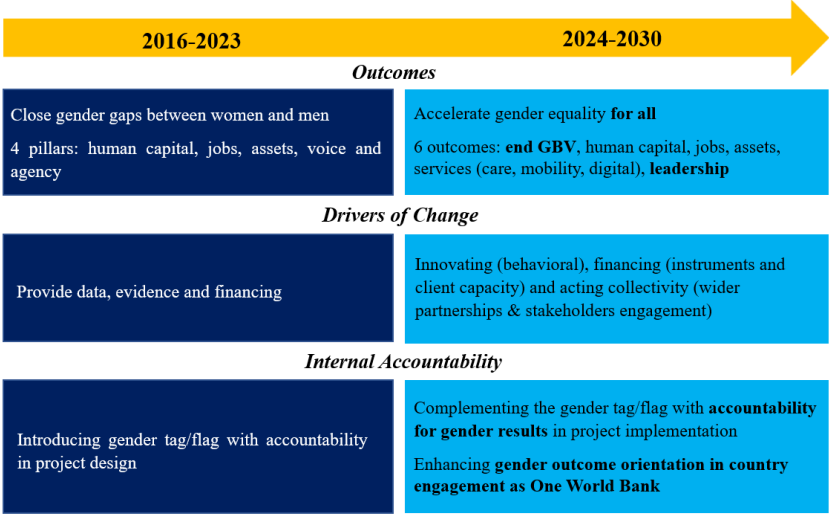 2016-2023
2024-2030
Outcomes
Close gender gaps between women and men
4 pillars: human capital, jobs, assets, voice and
agency
Accelerate gender equality for all
6 outcomes: end GBV, human capital, jobs, assets,
services (care, mobility, digital), leadership
Drivers of Change
Provide data, evidence and financing
Innovating (behavioral), financing (instruments and
client capacity) and acting collectivity (wider
partnerships & stakeholders engagement)
Internal Accountability
Introducing gender tag/flag with accountability
in project design
Complementing the gender tag/flag with accountability
for gender results in project implementation
Enhancing gender outcome orientation in country
engagement as One World Bank